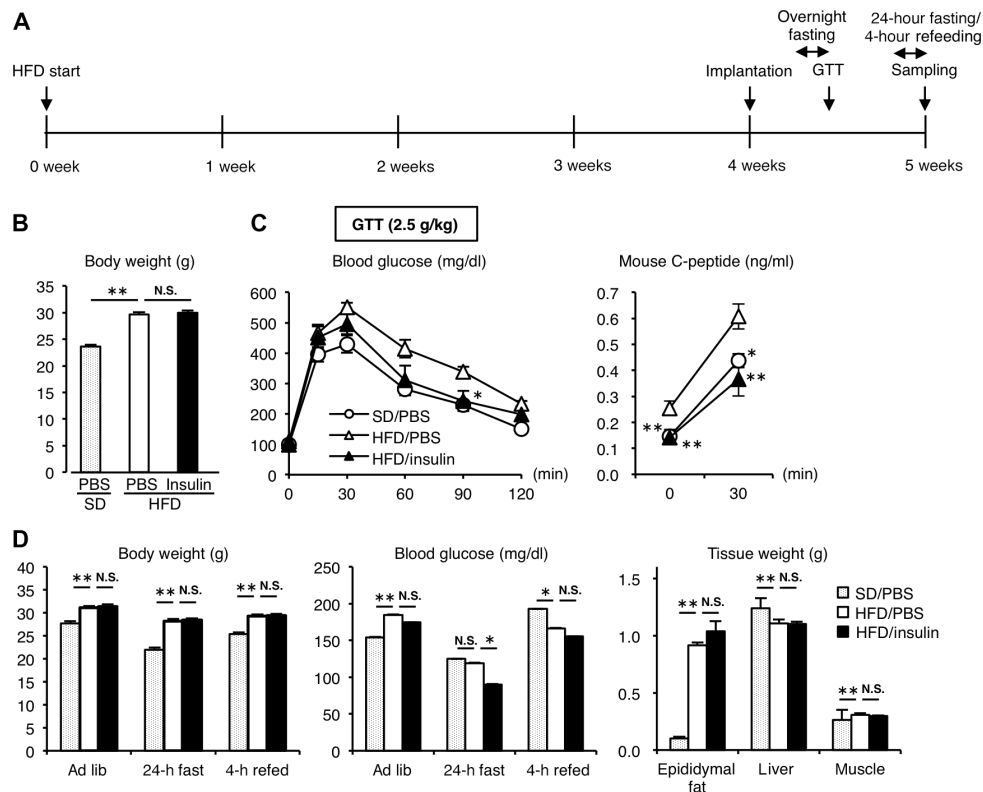 A
Overnight
fasting
24-hour fasting/
4-hour refeeding
HFD start
Implantation
GTT
Sampling
0 week
1 week
2 weeks
3 weeks
4 weeks
5 weeks
B
Body weight (g)
35
30
25
20
15
10
5
0
** N.S.
PBS PBS Insulin
SD HFD
C
GTT (2.5 g/kg)
Blood glucose (mg/dl)
600
500
400
300
200
100
0
*
SD/PBS
HFD/PBS
HFD/insulin
0 30 60 90 120
(min)
Mouse C-peptide (ng/ml)
0.7
0.6
0.5
0.4
0.3
0.2
0.1
0.0
*
**
**
**
0 30
(min)
D
Body weight (g)
40
35
30
25
20
15
10
5
0
** N.S.
** N.S.
** N.S.
Ad lib 24-h fast 4-h refed
Blood glucose (mg/dl)
250
200
150
100
50
0
** N.S.
N.S. *
* N.S.
Ad lib 24-h fast 4-h refed
Tissue weight (g)
1.5
1.0
0.5
0.0
** N.S.
** N.S.
** N.S.
Epididymal
fat
Liver
Muscle
SD/PBS
HFD/PBS
HFD/insulin